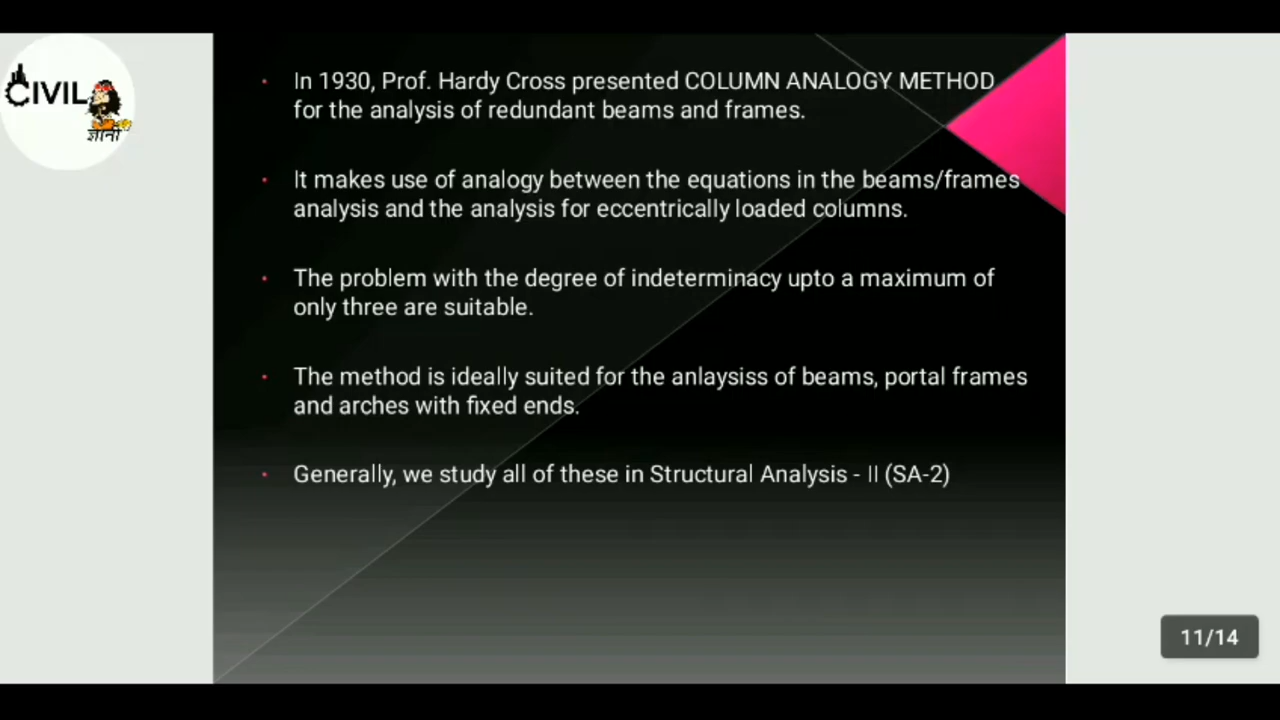 CIVIL
ज्ञानी
• In 1930, Prof. Hardy Cross presented COLUMN ANALOGY METHOD
for the analysis of redundant beams and frames.
• It makes use of analogy between the equations in the beams/frames
analysis and the analysis for eccentrically loaded columns.
• The problem with the degree of indeterminacy upto a maximum of
only three are suitable.
• The method is ideally suited for the anlaysiss of beams, portal frames
and arches with fixed ends.
• Generally, we study all of these in Structural Analysis - II (SA-2)
11/14